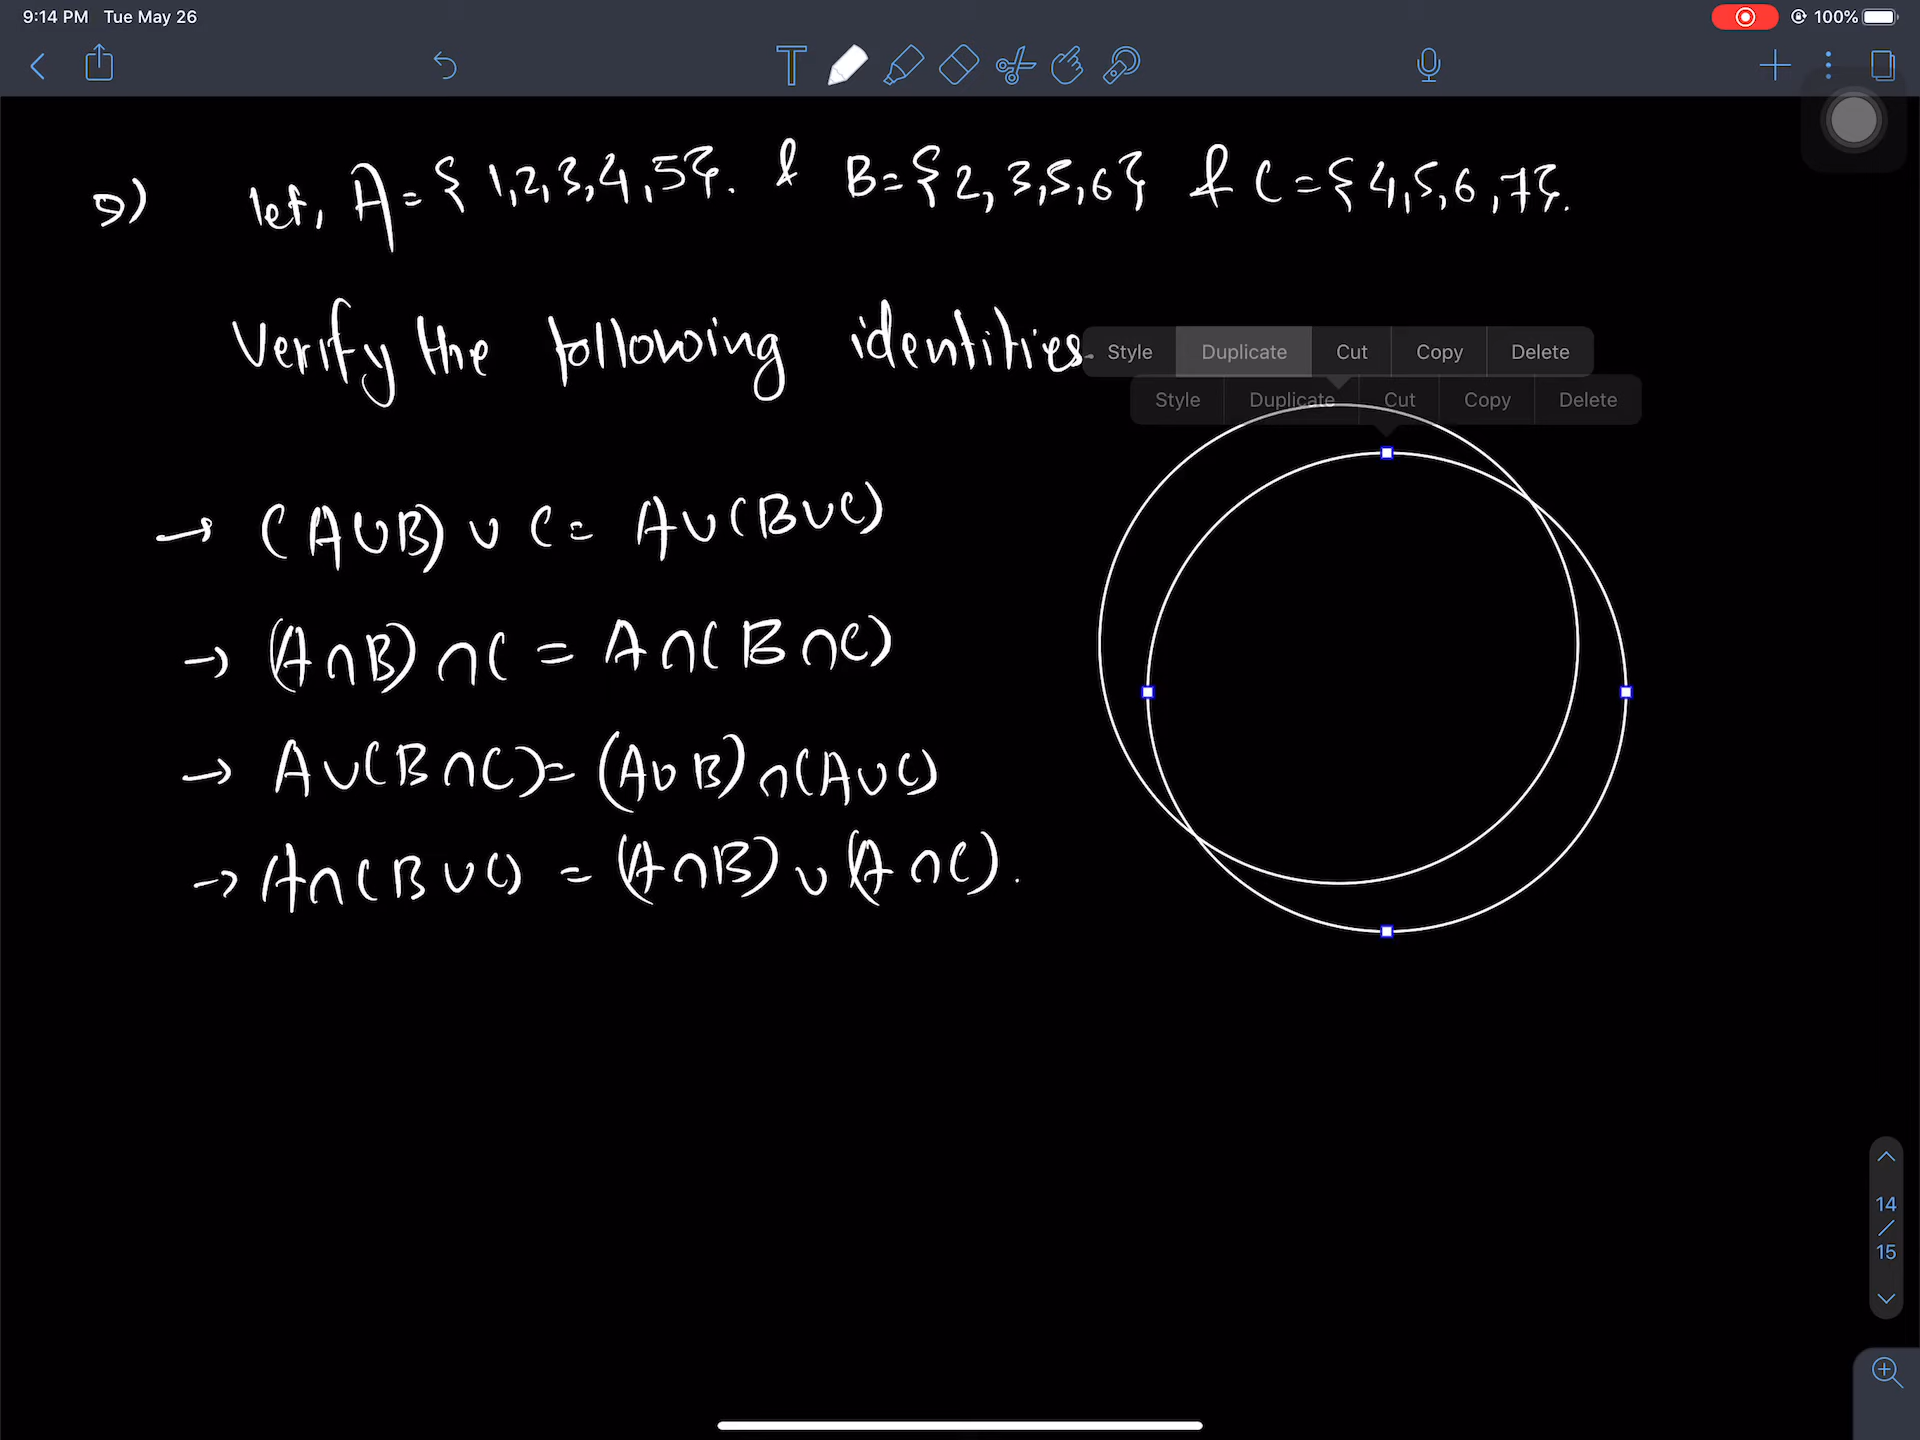 9:14 PM Tue May 26
100%
5) let, A = { 1,2,3,4,5}. & B={2,3,5,6} & C={4,5,6,7}.
Verify the following identities.
Style Duplicate Cut Copy Delete
Style Duplicate Cut Copy Delete
→ (A∪B) ∪ C = A∪(B∪C)
→ (A∩B) ∩C = A∩(B∩C)
→ A∪(B∩C)= (A∪B)∩(A∪C)
→ A∩(B∪C) = (A∩B) ∪ (A∩C).
14
/
15